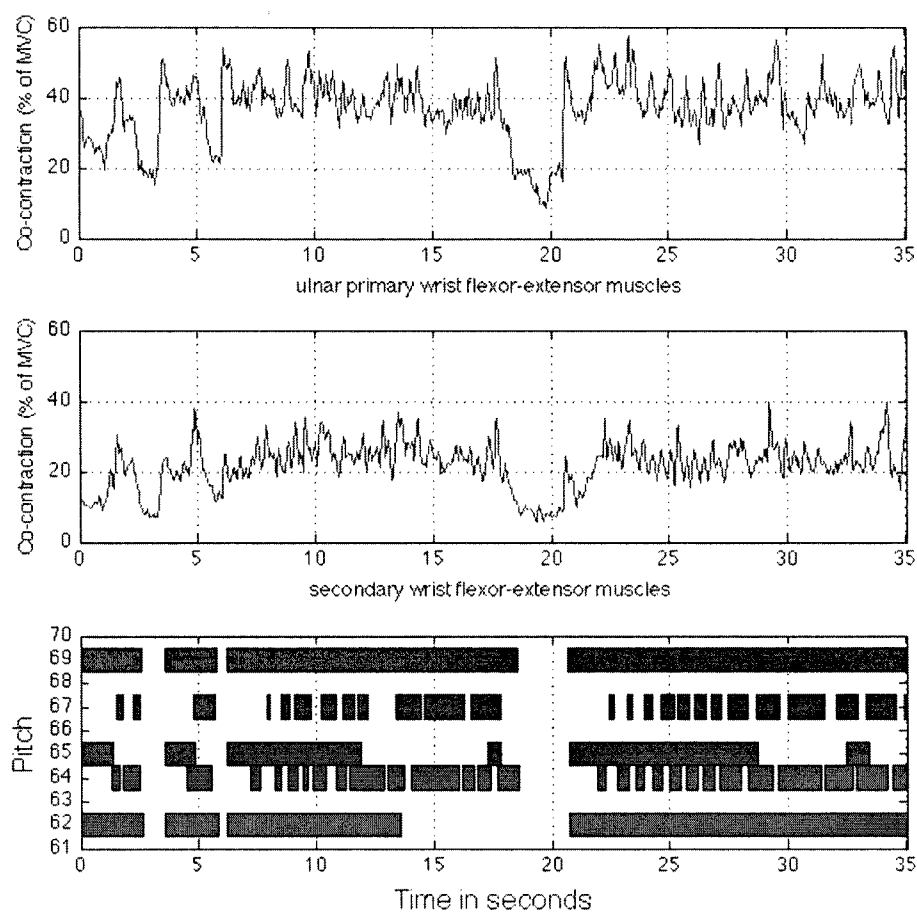 Co-contraction (% of MVC)
60
40
20
0
0 5 10 15 20 25 30 35
ulnar primary wrist flexor-extensor muscles
Co-contraction (% of MVC)
60
40
20
0
0 5 10 15 20 25 30 35
secondary wrist flexor-extensor muscles
Pitch
70
69
68
67
66
65
64
63
62
61
0 5 10 15 20 25 30 35
Time in seconds